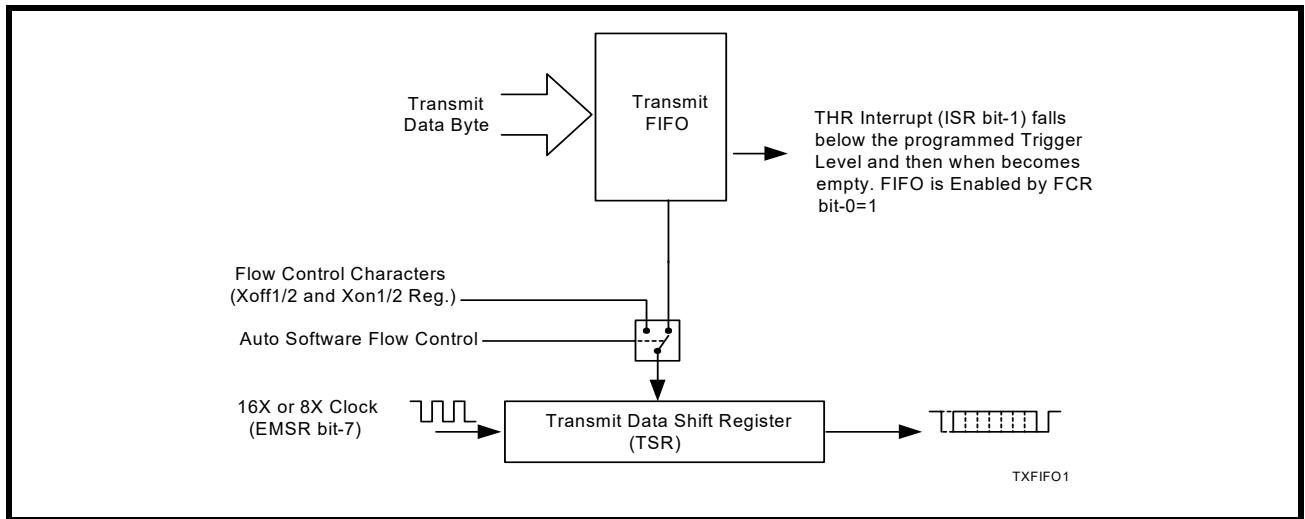 Transmit
Data Byte
Transmit
FIFO
THR Interrupt (ISR bit-1) falls
below the programmed Trigger
Level and then when becomes
empty. FIFO is Enabled by FCR
bit-0=1
Flow Control Characters
(Xoff1/2 and Xon1/2 Reg.)
Auto Software Flow Control
16X or 8X Clock
(EMSR bit-7)
Transmit Data Shift Register
(TSR)
TXFIFO1